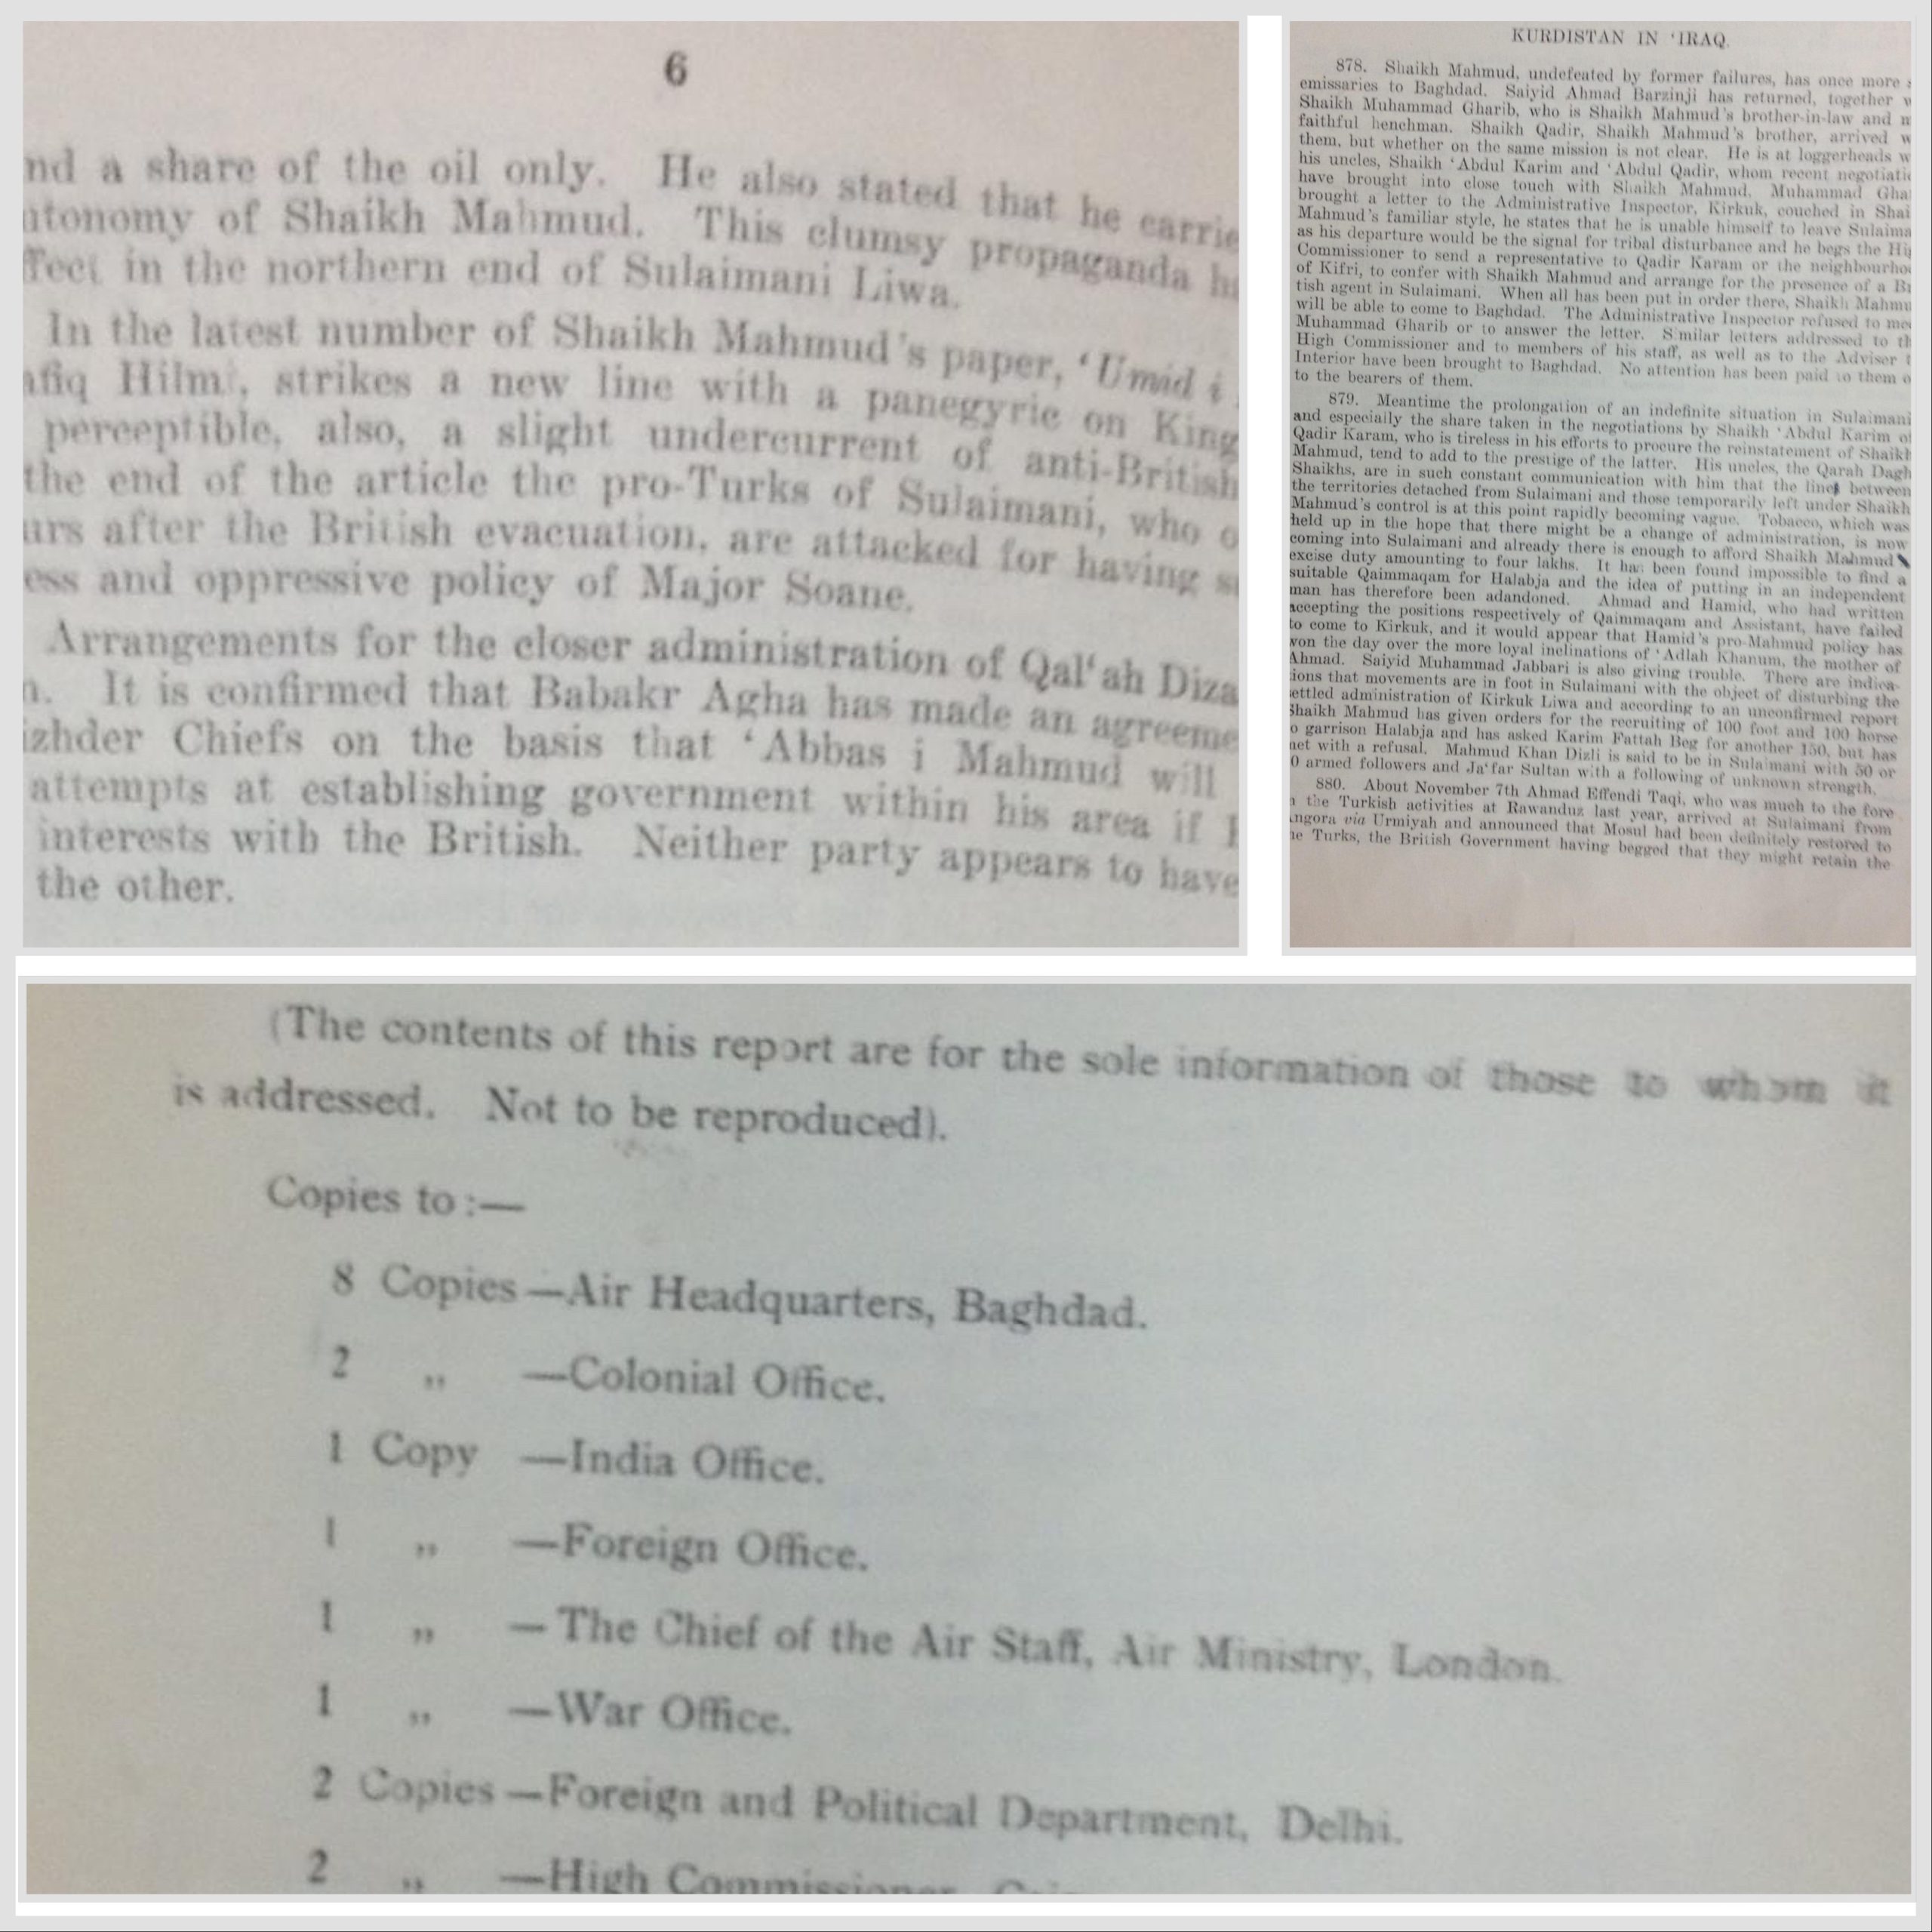 6
nd a share of the oil only. He also stated that he carrie
utonomy of Shaikh Mahmud. This clumsy propaganda h
ffect in the northern end of Sulaimani Liwa.
In the latest number of Shaikh Mahmud's paper, 'Umid i
afiq Hilmi, strikes a new line with a panegyric on King
perceptible, also, a slight undercurrent of anti-British
the end of the article the pro-Turks of Sulaimani, who o
urs after the British evacuation, are attacked for having s
ess and oppressive policy of Major Soane.
Arrangements for the closer administration of Qal'ah Diza
n. It is confirmed that Babakr Agha has made an agreeme
izhder Chiefs on the basis that 'Abbas i Mahmud will
attempts at establishing government within his area if
interests with the British. Neither party appears to have
the other.
KURDISTAN IN 'IRAQ.
878. Shaikh Mahmud, undefeated by former failures, has once more s
emissaries to Baghdad. Saiyid Ahmad Barzinji has returned, together w
Shaikh Muhammad Gharib, who is Shaikh Mahmud's brother-in-law and m
faithful henchman. Shaikh Qadir, Shaikh Mahmud's brother, arrived w
them, but whether on the same mission is not clear. He is at loggerheads w
his uncles, Shaikh 'Abdul Karim and 'Abdul Qadir, whom recent negotiatio
have brought into close touch with Shaikh Mahmud. Muhammad Gha
brought a letter to the Administrative Inspector, Kirkuk, couched in Shai
Mahmud's familiar style, he states that he is unable himself to leave Sulaima
as his departure would be the signal for tribal disturbance and he begs the Hig
Commissioner to send a representative to Qadir Karam or the neighbourhoo
of Kifri, to confer with Shaikh Mahmud and arrange for the presence of a Br
tish agent in Sulaimani. When all has been put in order there, Shaikh Mahmu
will be able to come to Baghdad. The Administrative Inspector refused to mee
Muhammad Gharib or to answer the letter. Similar letters addressed to th
High Commissioner and to members of his staff, as well as to the Adviser t
Interior have been brought to Baghdad. No attention has been paid to them o
to the bearers of them.
879. Meantime the prolongation of an indefinite situation in Sulaimani
and especially the share taken in the negotiations by Shaikh 'Abdul Karim of
Qadir Karam, who is tireless in his efforts to procure the reinstatement of Shaikh
Mahmud, tend to add to the prestige of the latter. His uncles, the Qarah Dagh
Shaikhs, are in such constant communication with him that the lines between
the territories detached from Sulaimani and those temporarily left under Shaikh
Mahmud's control is at this point rapidly becoming vague. Tobacco, which was
held up in the hope that there might be a change of administration, is now
coming into Sulaimani and already there is enough to afford Shaikh Mahmud
excise duty amounting to four lakhs. It has been found impossible to find a
suitable Qaimmaqam for Halabja and the idea of putting in an independent
man has therefore been adandoned. Ahmad and Hamid, who had written
accepting the positions respectively of Qaimmaqam and Assistant, have failed
to come to Kirkuk, and it would appear that Hamid's pro-Mahmud policy has
won the day over the more loyal inclinations of 'Adlah Khanum, the mother of
Ahmad. Saiyid Muhammad Jabbari is also giving trouble. There are indica-
tions that movements are in foot in Sulaimani with the object of disturbing the
settled administration of Kirkuk Liwa and according to an unconfirmed report
Shaikh Mahmud has given orders for the recruiting of 100 foot and 100 horse
o garrison Halabja and has asked Karim Fattah Beg for another 150, but has
met with a refusal. Mahmud Khan Dizli is said to be in Sulaimani with 50 or
0 armed followers and Ja'far Sultan with a following of unknown strength.
880. About November 7th Ahmad Effendi Taqi, who was much to the fore
n the Turkish activities at Rawanduz last year, arrived at Sulaimani from
Angora via Urmiyah and announced that Mosul had been definitely restored to
he Turks, the British Government having begged that they might retain the
(The contents of this report are for the sole information of those to whom it
is addressed. Not to be reproduced).
Copies to :—
8 Copies —Air Headquarters, Baghdad.
2 „ —Colonial Office.
1 Copy —India Office.
1 „ —Foreign Office.
1 „ —The Chief of the Air Staff, Air Ministry, London.
1 „ —War Office.
2 Copies —Foreign and Political Department, Delhi.
2 „ —High Commissioner,